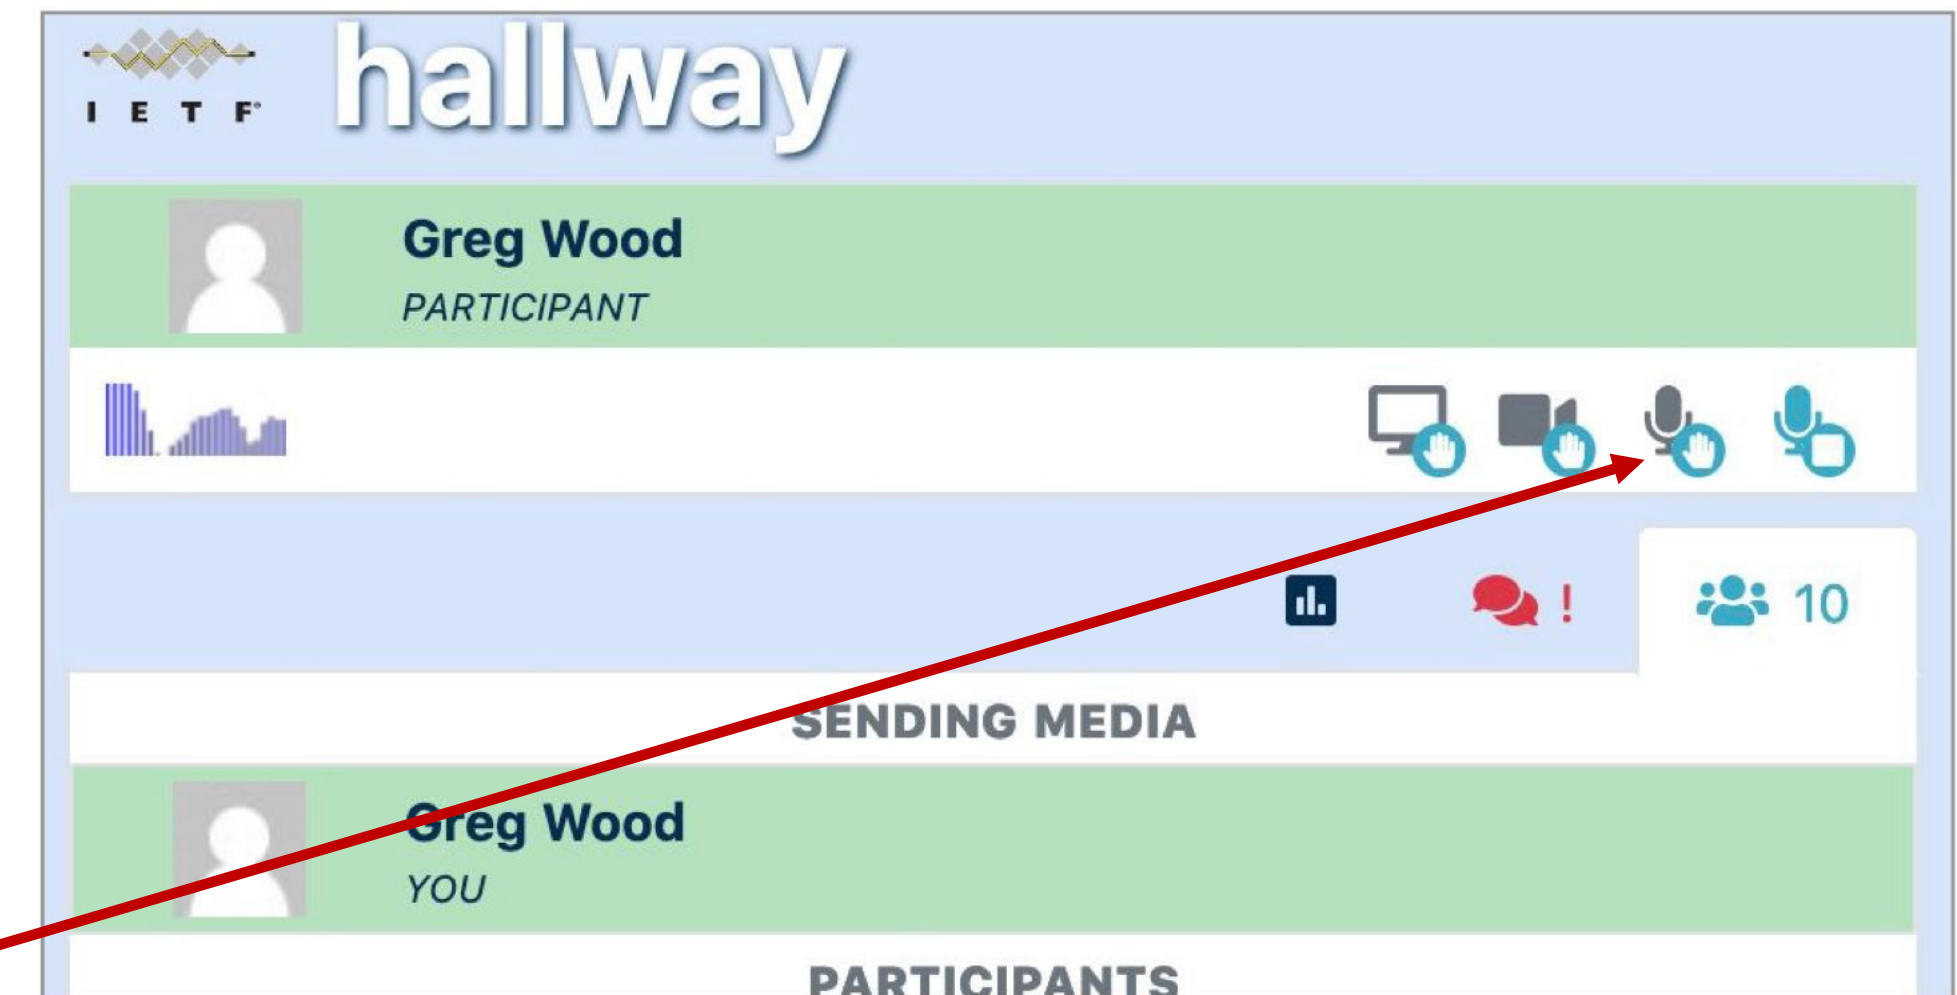 hallway
I E T F®
Greg Wood
PARTICIPANT
! 10
SENDING MEDIA
Greg Wood
YOU
PARTICIPANTS